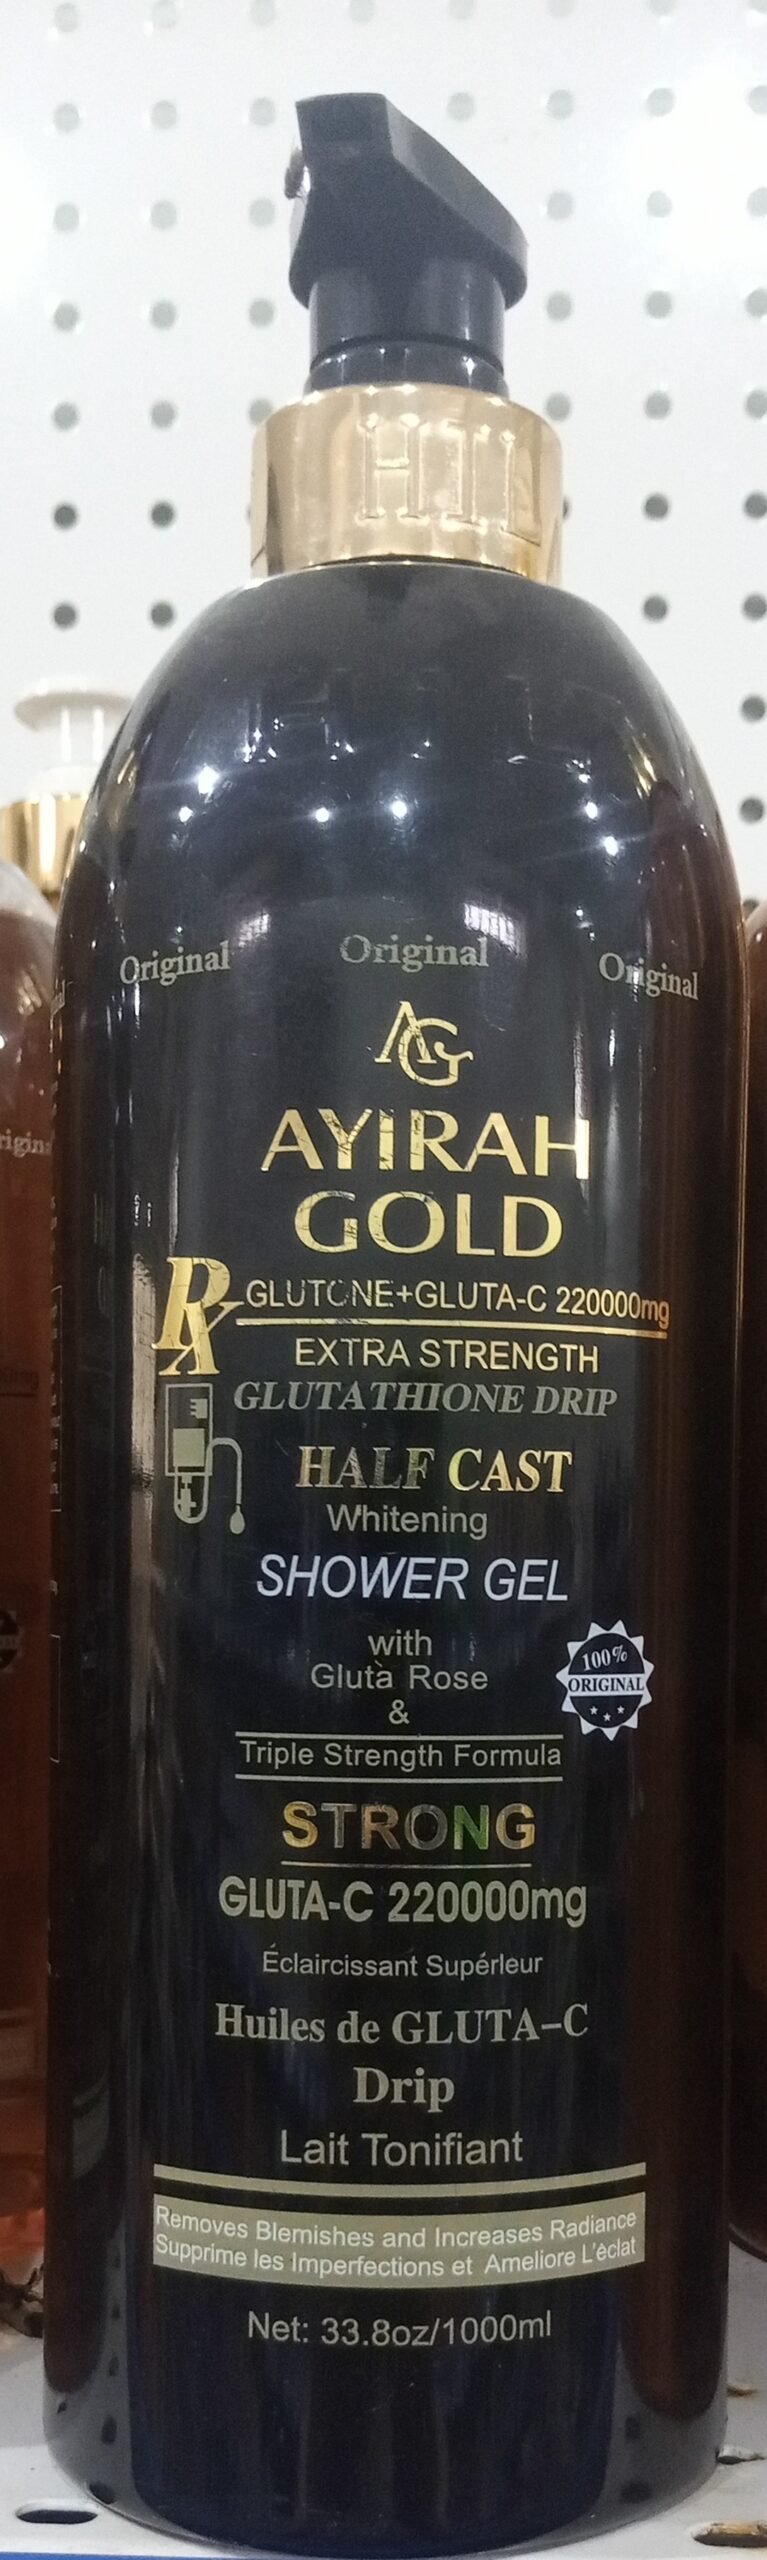 HTL
Original Original Original
AG
AYIRAH
GOLD
Rx GLUTONE+GLUTA-C 220000mg
EXTRA STRENGTH
GLUTATHIONE DRIP
HALF CAST
Whitening
SHOWER GEL
with
Gluta Rose
&
100%
ORIGINAL
Triple Strength Formula
STRONG
GLUTA-C 220000mg
Éclaircissant Supérleur
Huiles de GLUTA-C
Drip
Lait Tonifiant
Removes Blemishes and Increases Radiance
Supprime les Imperfections et Ameliore L'èclat
Net: 33.8oz/1000ml